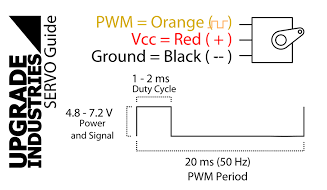 UPGRADE
INDUSTRIES
SERVO Guide
PWM = Orange ( )
Vcc = Red ( + )
Ground = Black ( -- )
1 - 2 ms
Duty Cycle
4.8 - 7.2 V
Power
and Signal
20 ms (50 Hz)
PWM Period